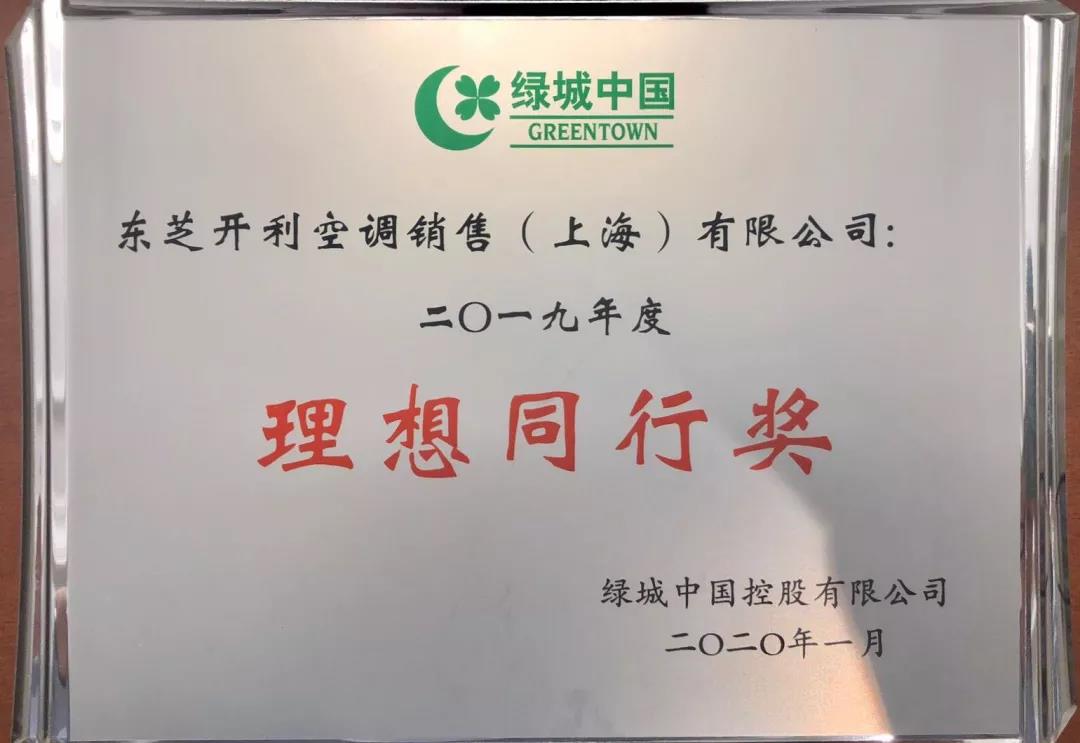 绿城中国
GREENTOWN
东芝开利空调销售（上海）有限公司：
二〇一九年度
理想同行奖
绿城中国控股有限公司
二〇二〇年一月